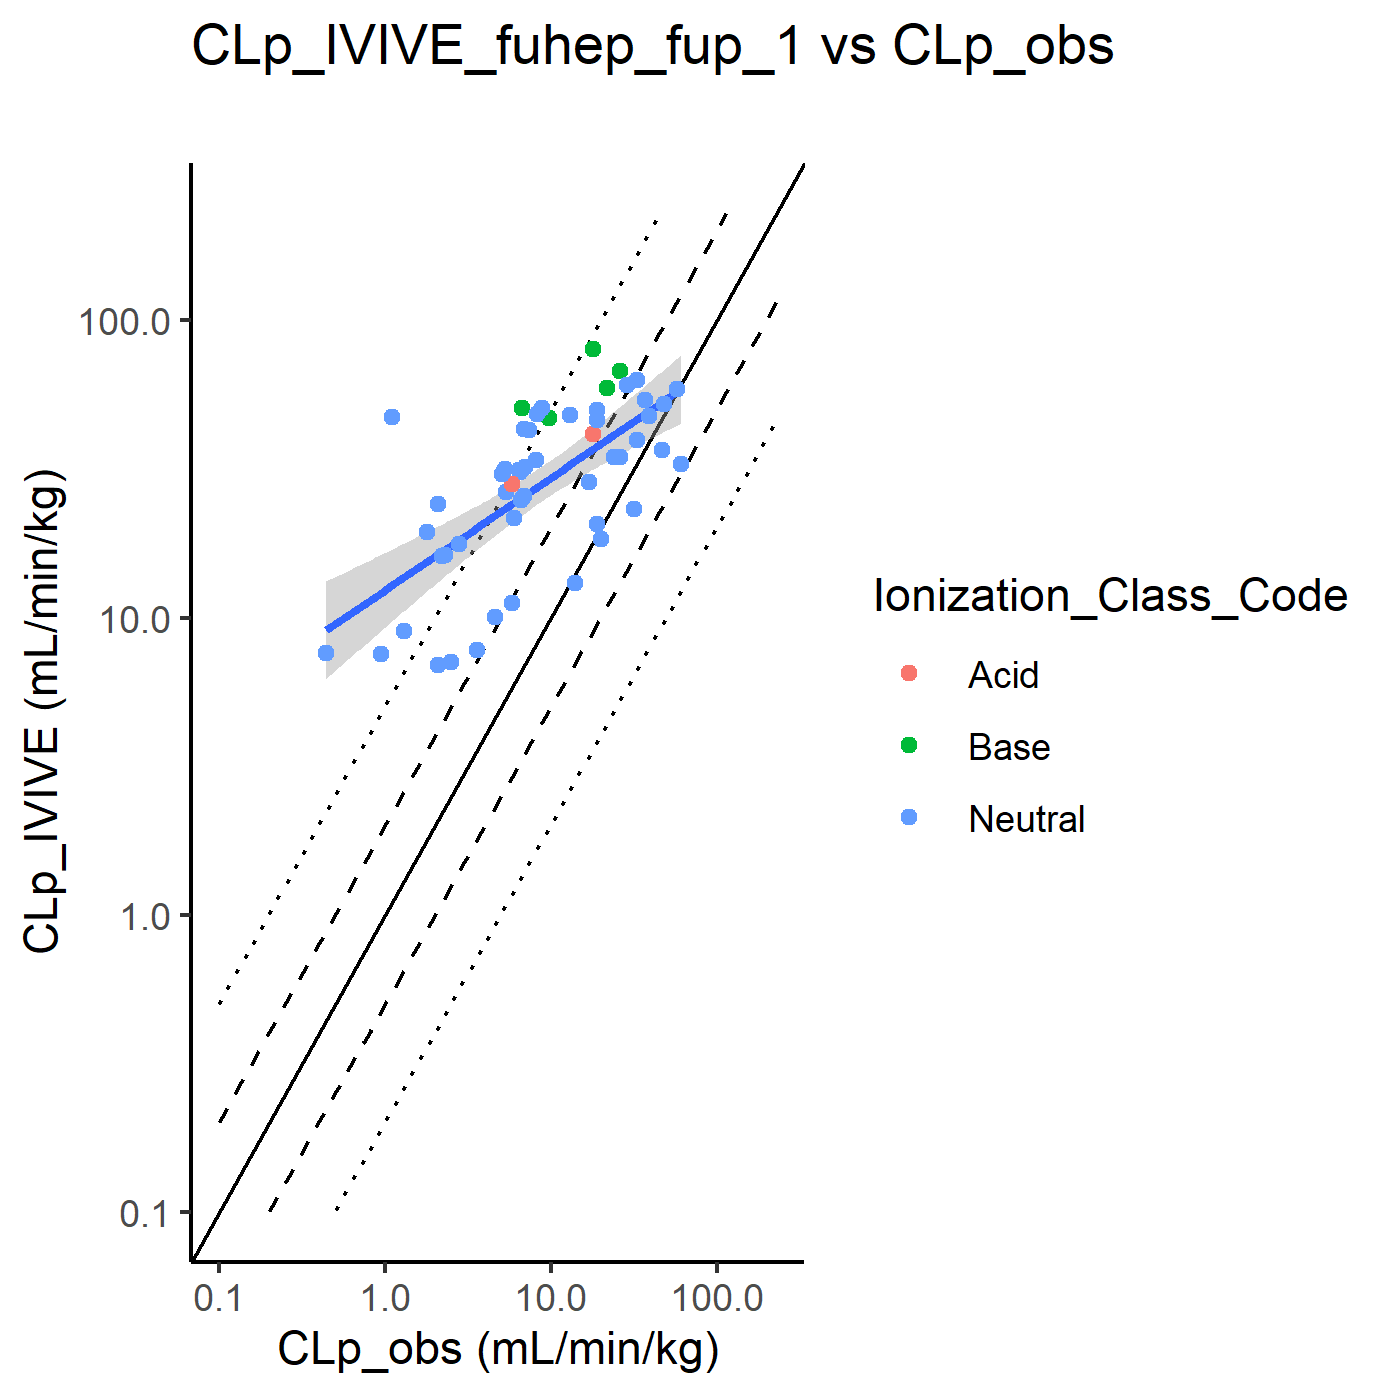 CLp_IVIVE_fuhep_fup_1 vs CLp_obs
100.0
10.0
1.0
0.1
CLp_IVIVE (mL/min/kg)
0.1 1.0 10.0 100.0
CLp_obs (mL/min/kg)
Ionization_Class_Code
Acid
Base
Neutral